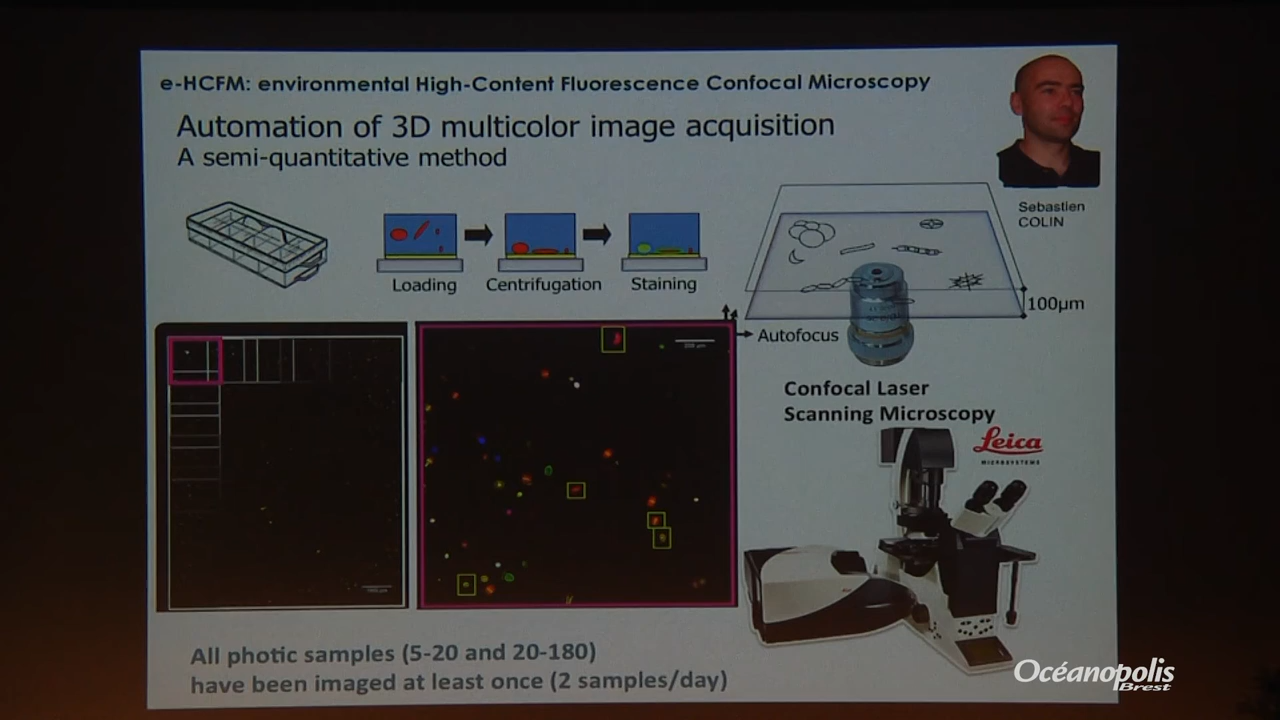 e-HCFM: environmental High-Content Fluorescence Confocal Microscopy
Automation of 3D multicolor image acquisition
A semi-quantitative method
Sebastien
COLIN
Loading
Centrifugation
Staining
100µm
Autofocus
Confocal Laser
Scanning Microscopy
Leica
MICROSYSTEMS
All photic samples (5-20 and 20-180)
have been imaged at least once (2 samples/day)
Océanopolis
Brest